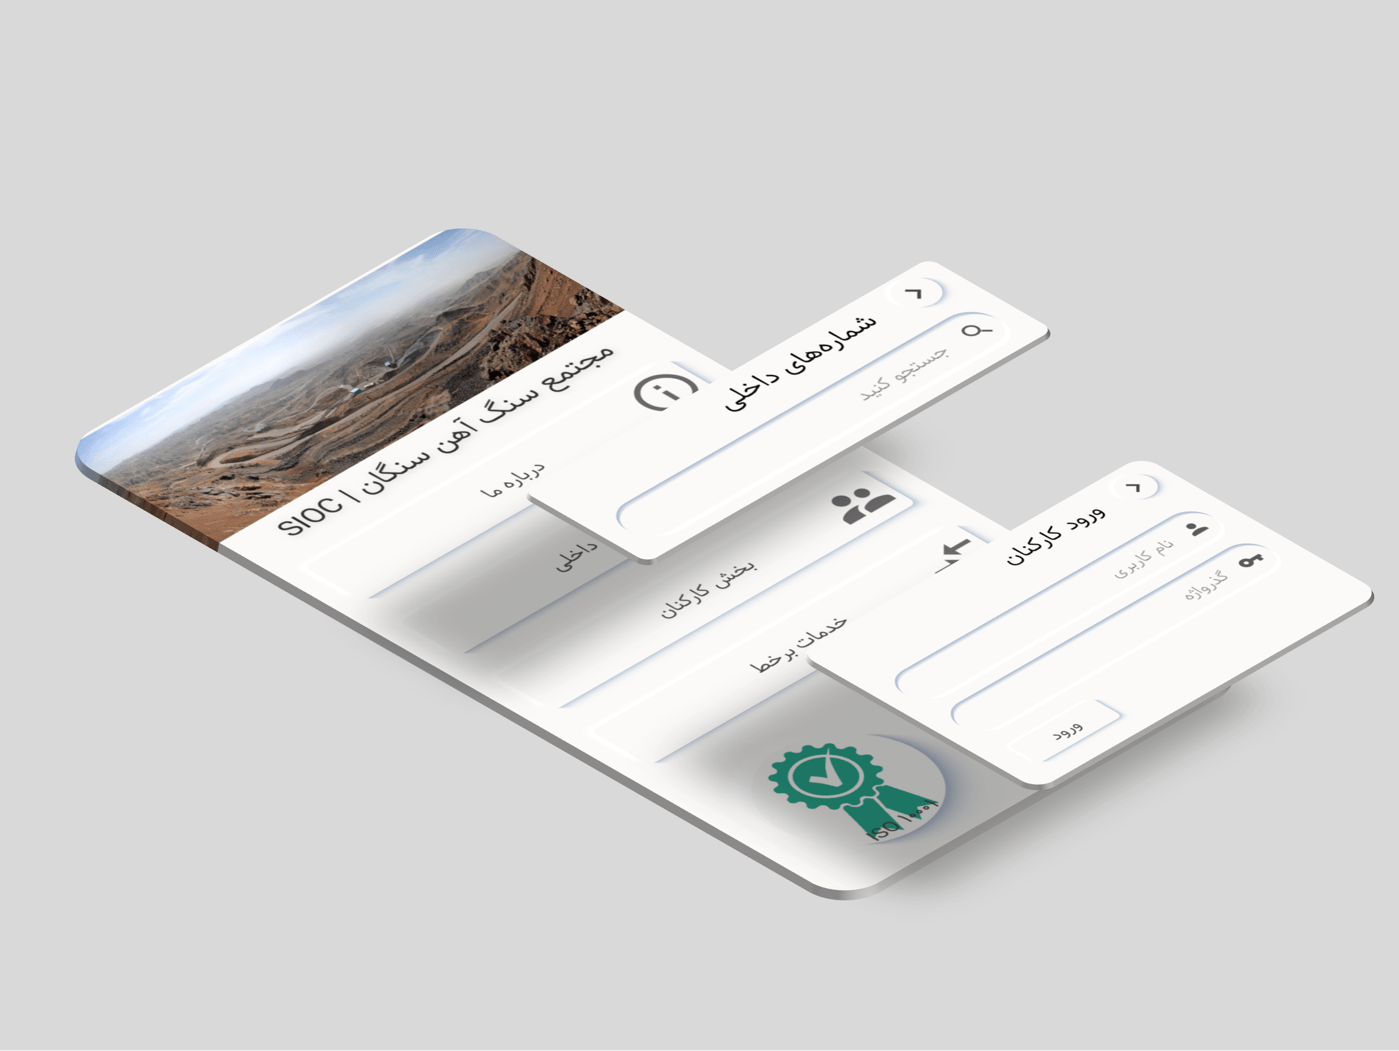 مجتمع سنگ آهن سنگان | SIOC
درباره ما
داخلی
بخش کارکنان
خدمات برخط
ISO ۱۰۰۰۱
شماره‌های داخلی
جستجو کنید
ورود کارکنان
نام کاربری
گذرواژه
ورود